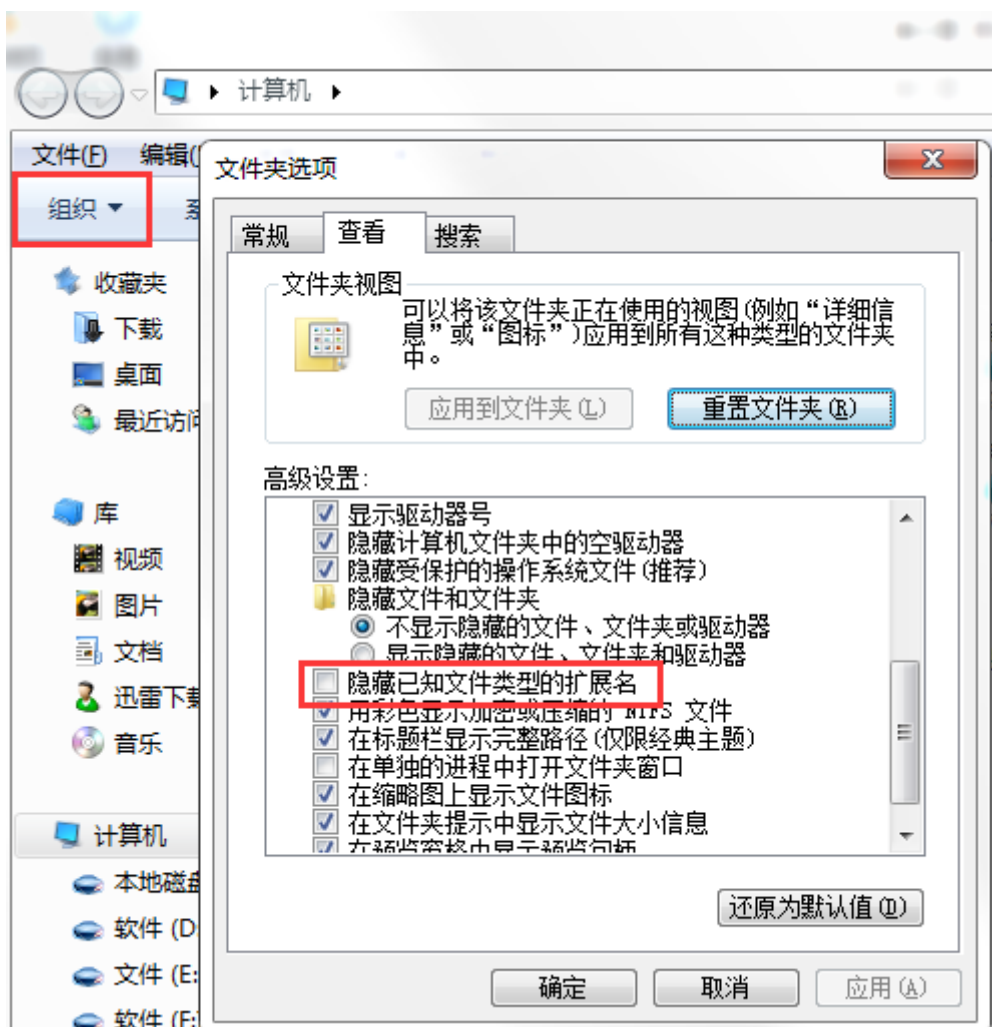 计算机
文件(F) 编辑(
文件夹选项
组织
常规 查看 搜索
收藏夹
下载
桌面
最近访问
文件夹视图
可以将该文件夹正在使用的视图(例如“详细信
息”或“图标”)应用到所有这种类型的文件夹
中。
应用到文件夹(L) 重置文件夹(R)
高级设置:
显示驱动器号
隐藏计算机文件夹中的空驱动器
隐藏受保护的操作系统文件(推荐)
隐藏文件和文件夹
不显示隐藏的文件、文件夹或驱动器
显示隐藏的文件、文件夹和驱动器
隐藏已知文件类型的扩展名
用彩色显示加密或压缩的 NTFS 文件
在标题栏显示完整路径(仅限经典主题)
在单独的进程中打开文件夹窗口
在缩略图上显示文件图标
在文件夹提示中显示文件大小信息
在预览窗格中显示预览句柄
库
视频
图片
文档
迅雷下载
音乐
计算机
本地磁盘
软件 (D:
文件 (E:
软件 (F:
还原为默认值(D)
确定 取消 应用(A)